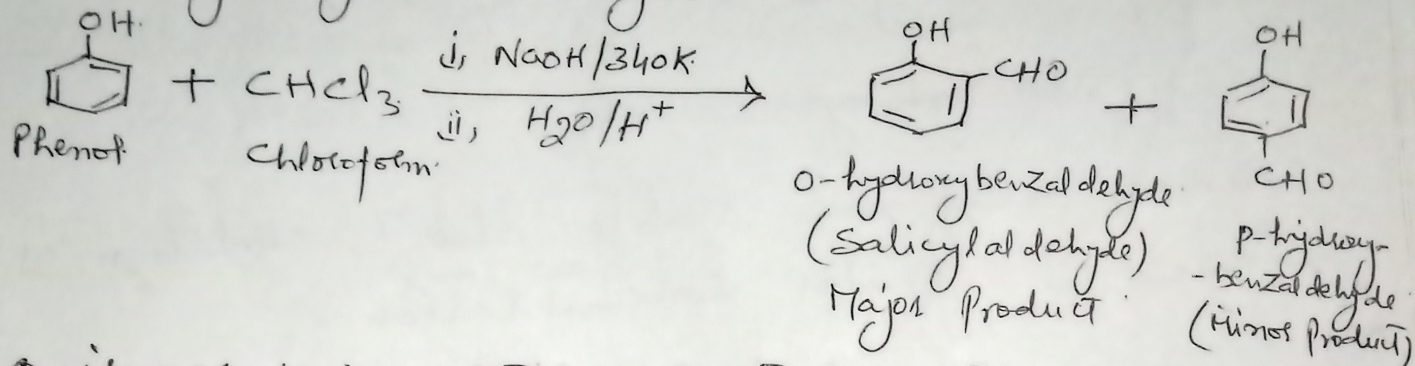 OH.
+ CHCl3.
i, NaOH/340K.
ii, H2O/H+
OH
CHO
+
OH
CHO
Phenol.
Chloroform.
o-hydroxybenzaldehyde
(Salicylaldehyde)
Major Product
p-hydroxy-
-benzaldehyde
(Minor Product)